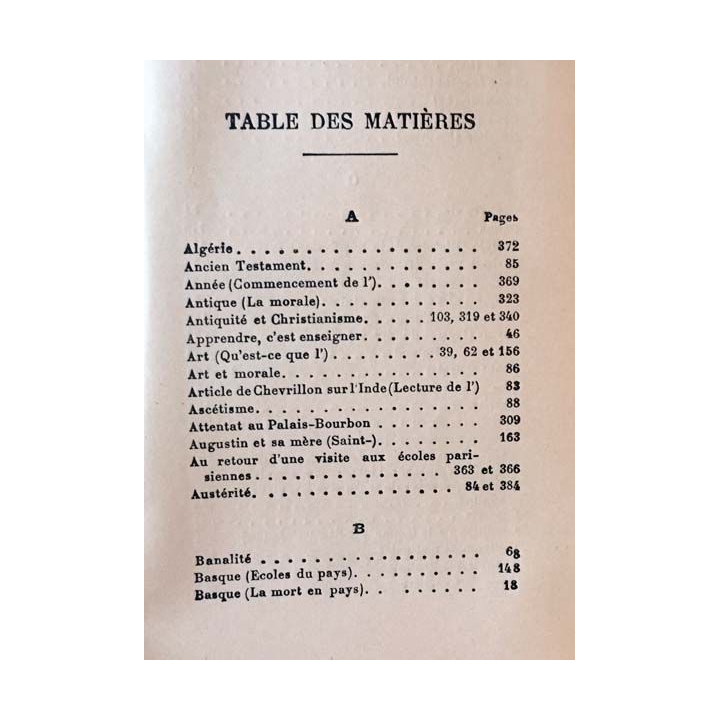 TABLE DES MATIÈRES
A Pages
Algérie. . . . . . . . . . . . . . . . . . 372
Ancien Testament. . . . . . . . . . . . . 85
Année (Commencement de l'). . . . . . . . 369
Antique (La morale). . . . . . . . . . . . 323
Antiquité et Christianisme. . . . . 103, 319 et 340
Apprendre, c'est enseigner. . . . . . . . . 46
Art (Qu'est-ce que l') . . . . . . . 39, 62 et 156
Art et morale. . . . . . . . . . . . . . . 86
Article de Chevrillon sur l'Inde (Lecture de l') 83
Ascétisme. . . . . . . . . . . . . . . . . 88
Attentat au Palais-Bourbon . . . . . . . . 309
Augustin et sa mère (Saint-). . . . . . . . 163
Au retour d'une visite aux écoles pari-
siennes . . . . . . . . . . . . . . 363 et 366
Austérité. . . . . . . . . . . . . . . 84 et 384
B
Banalité . . . . . . . . . . . . . . . . . 68
Basque (Ecoles du pays). . . . . . . . . . 148
Basque (La mort en pays). . . . . . . . . 18